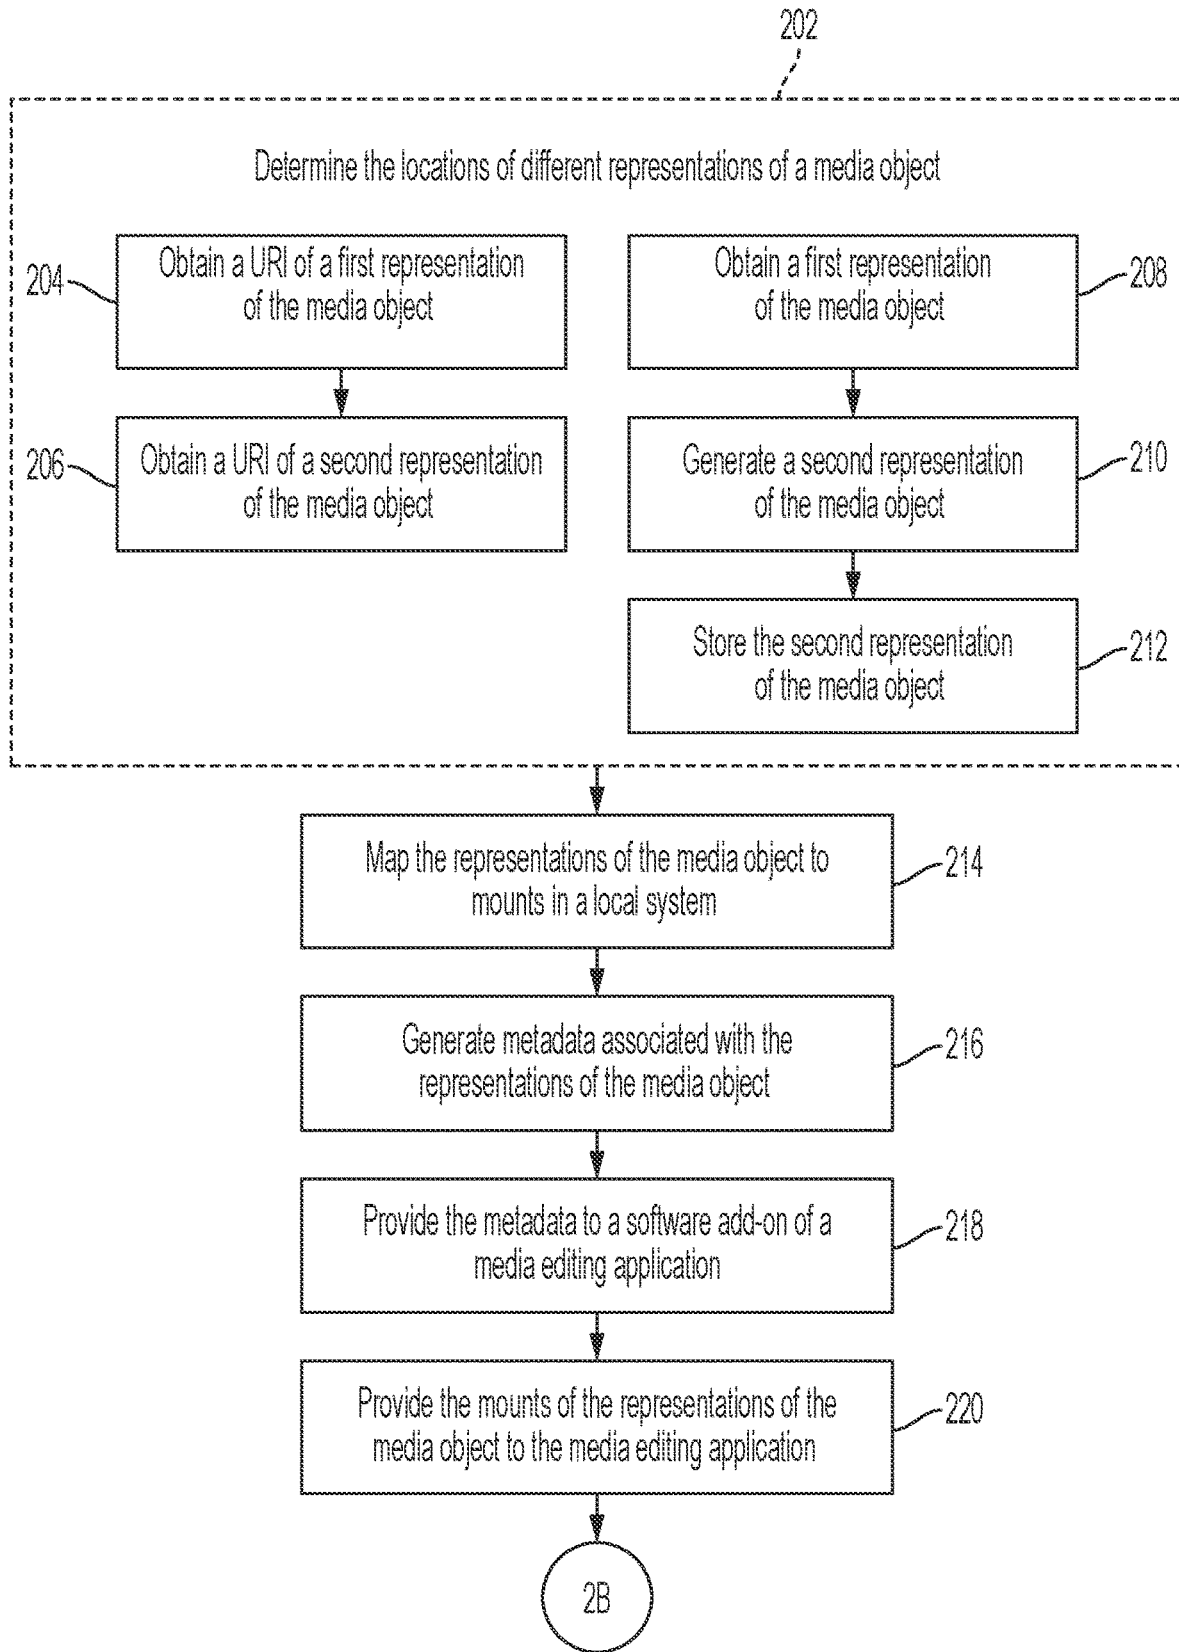 202
Determine the locations of different representations of a media object
204
Obtain a URI of a first representation
of the media object
206
Obtain a URI of a second representation
of the media object
Obtain a first representation
of the media object
208
Generate a second representation
of the media object
210
Store the second representation
of the media object
212
Map the representations of the media object to
mounts in a local system
214
Generate metadata associated with the
representations of the media object
216
Provide the metadata to a software add-on of a
media editing application
218
Provide the mounts of the representations of the
media object to the media editing application
220
2B